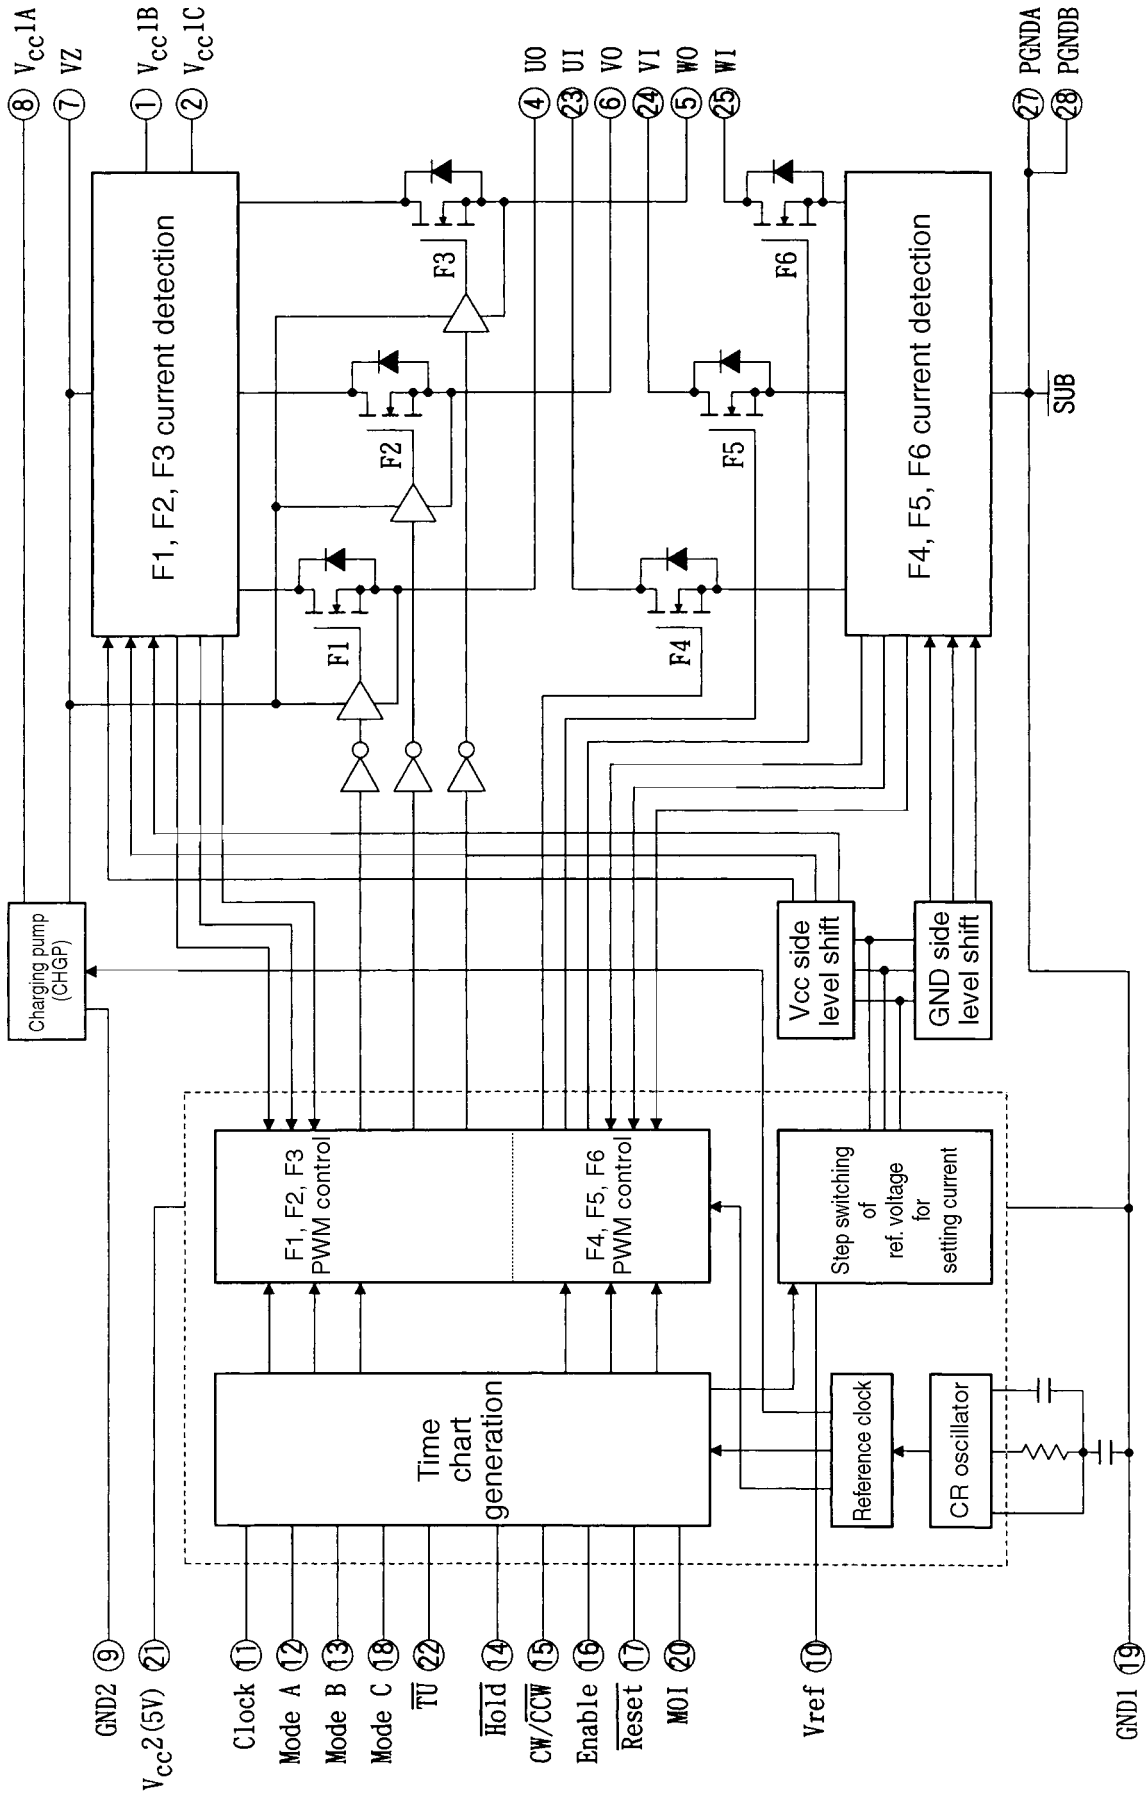 GND2 9
Vcc2(5V) 21
Clock 11
Mode A 12
Mode B 13
Mode C 18
TU 22
Hold 14
CW/CCW 15
Enable 16
Reset 17
MOI 20
Vref 10
GND1 19
Time
chart
generation
Reference clock
CR oscillator
F1, F2, F3
PWM control
F4, F5, F6
PWM control
Step switching
of
ref. voltage
for
setting current
Charging pump
(CHGP)
Vcc side
level shift
GND side
level shift
F1
F2
F3
F4
F5
F6
F1, F2, F3 current detection
F4, F5, F6 current detection
SUB
8 Vcc1A
7 VZ
1 Vcc1B
2 Vcc1C
4 UO
23 UI
6 VO
24 VI
5 WO
25 WI
27 PGNDA
28 PGNDB